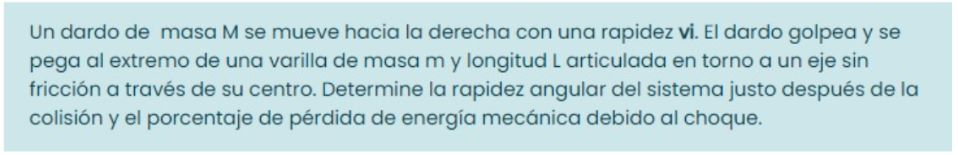 Un dardo de masa M se mueve hacia la derecha con una rapidez vi. El dardo golpea y se
pega al extremo de una varilla de masa m y longitud L articulada en torno a un eje sin
fricción a través de su centro. Determine la rapidez angular del sistema justo después de la
colisión y el porcentaje de pérdida de energía mecánica debido al choque.